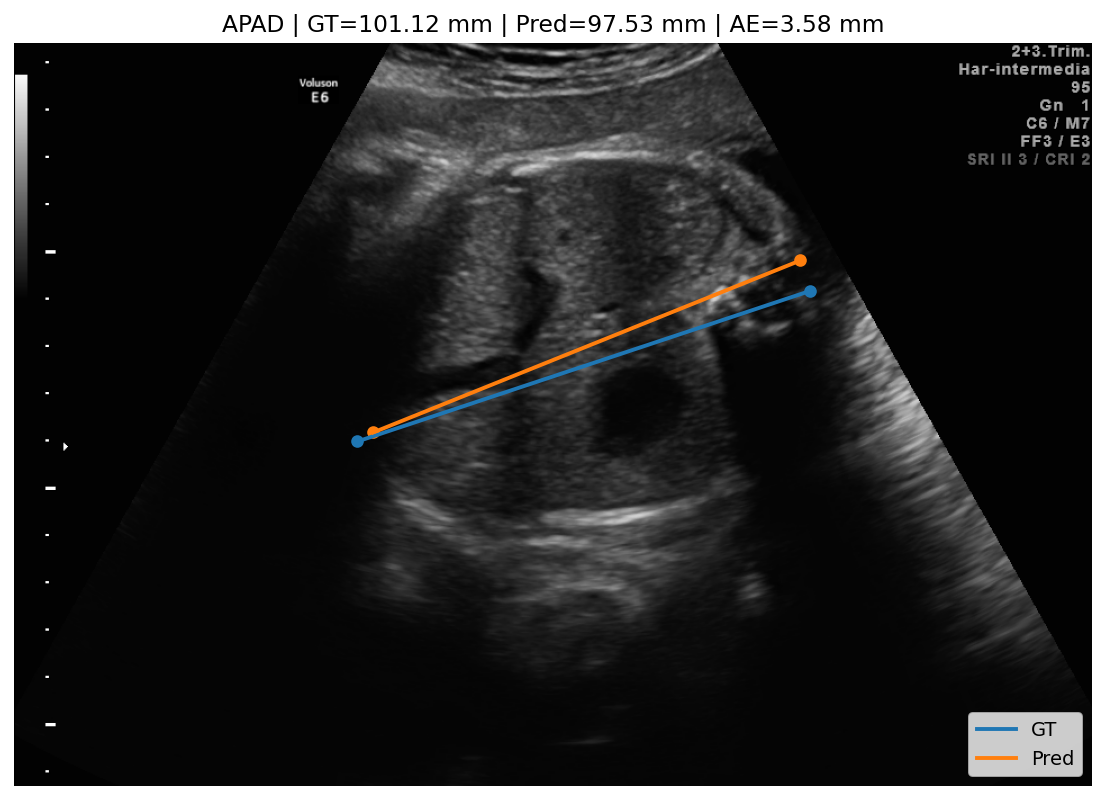 APAD | GT=101.12 mm | Pred=97.53 mm | AE=3.58 mm
Voluson
E6
2+3.Trim.
Har-intermedia
95
Gn 1
C6 / M7
FF3 / E3
SRI II 3 / CRI 2
GT
Pred